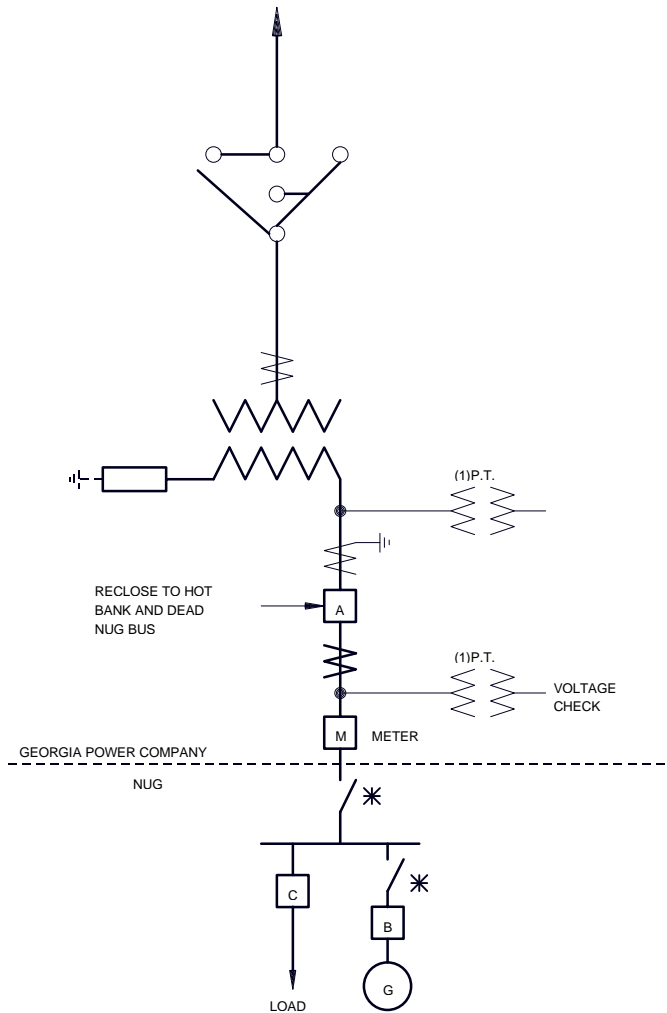 (1)P.T.
RECLOSE TO HOT
BANK AND DEAD
NUG BUS
A
(1)P.T.
VOLTAGE
CHECK
M
METER
GEORGIA POWER COMPANY
NUG
C
B
G
LOAD